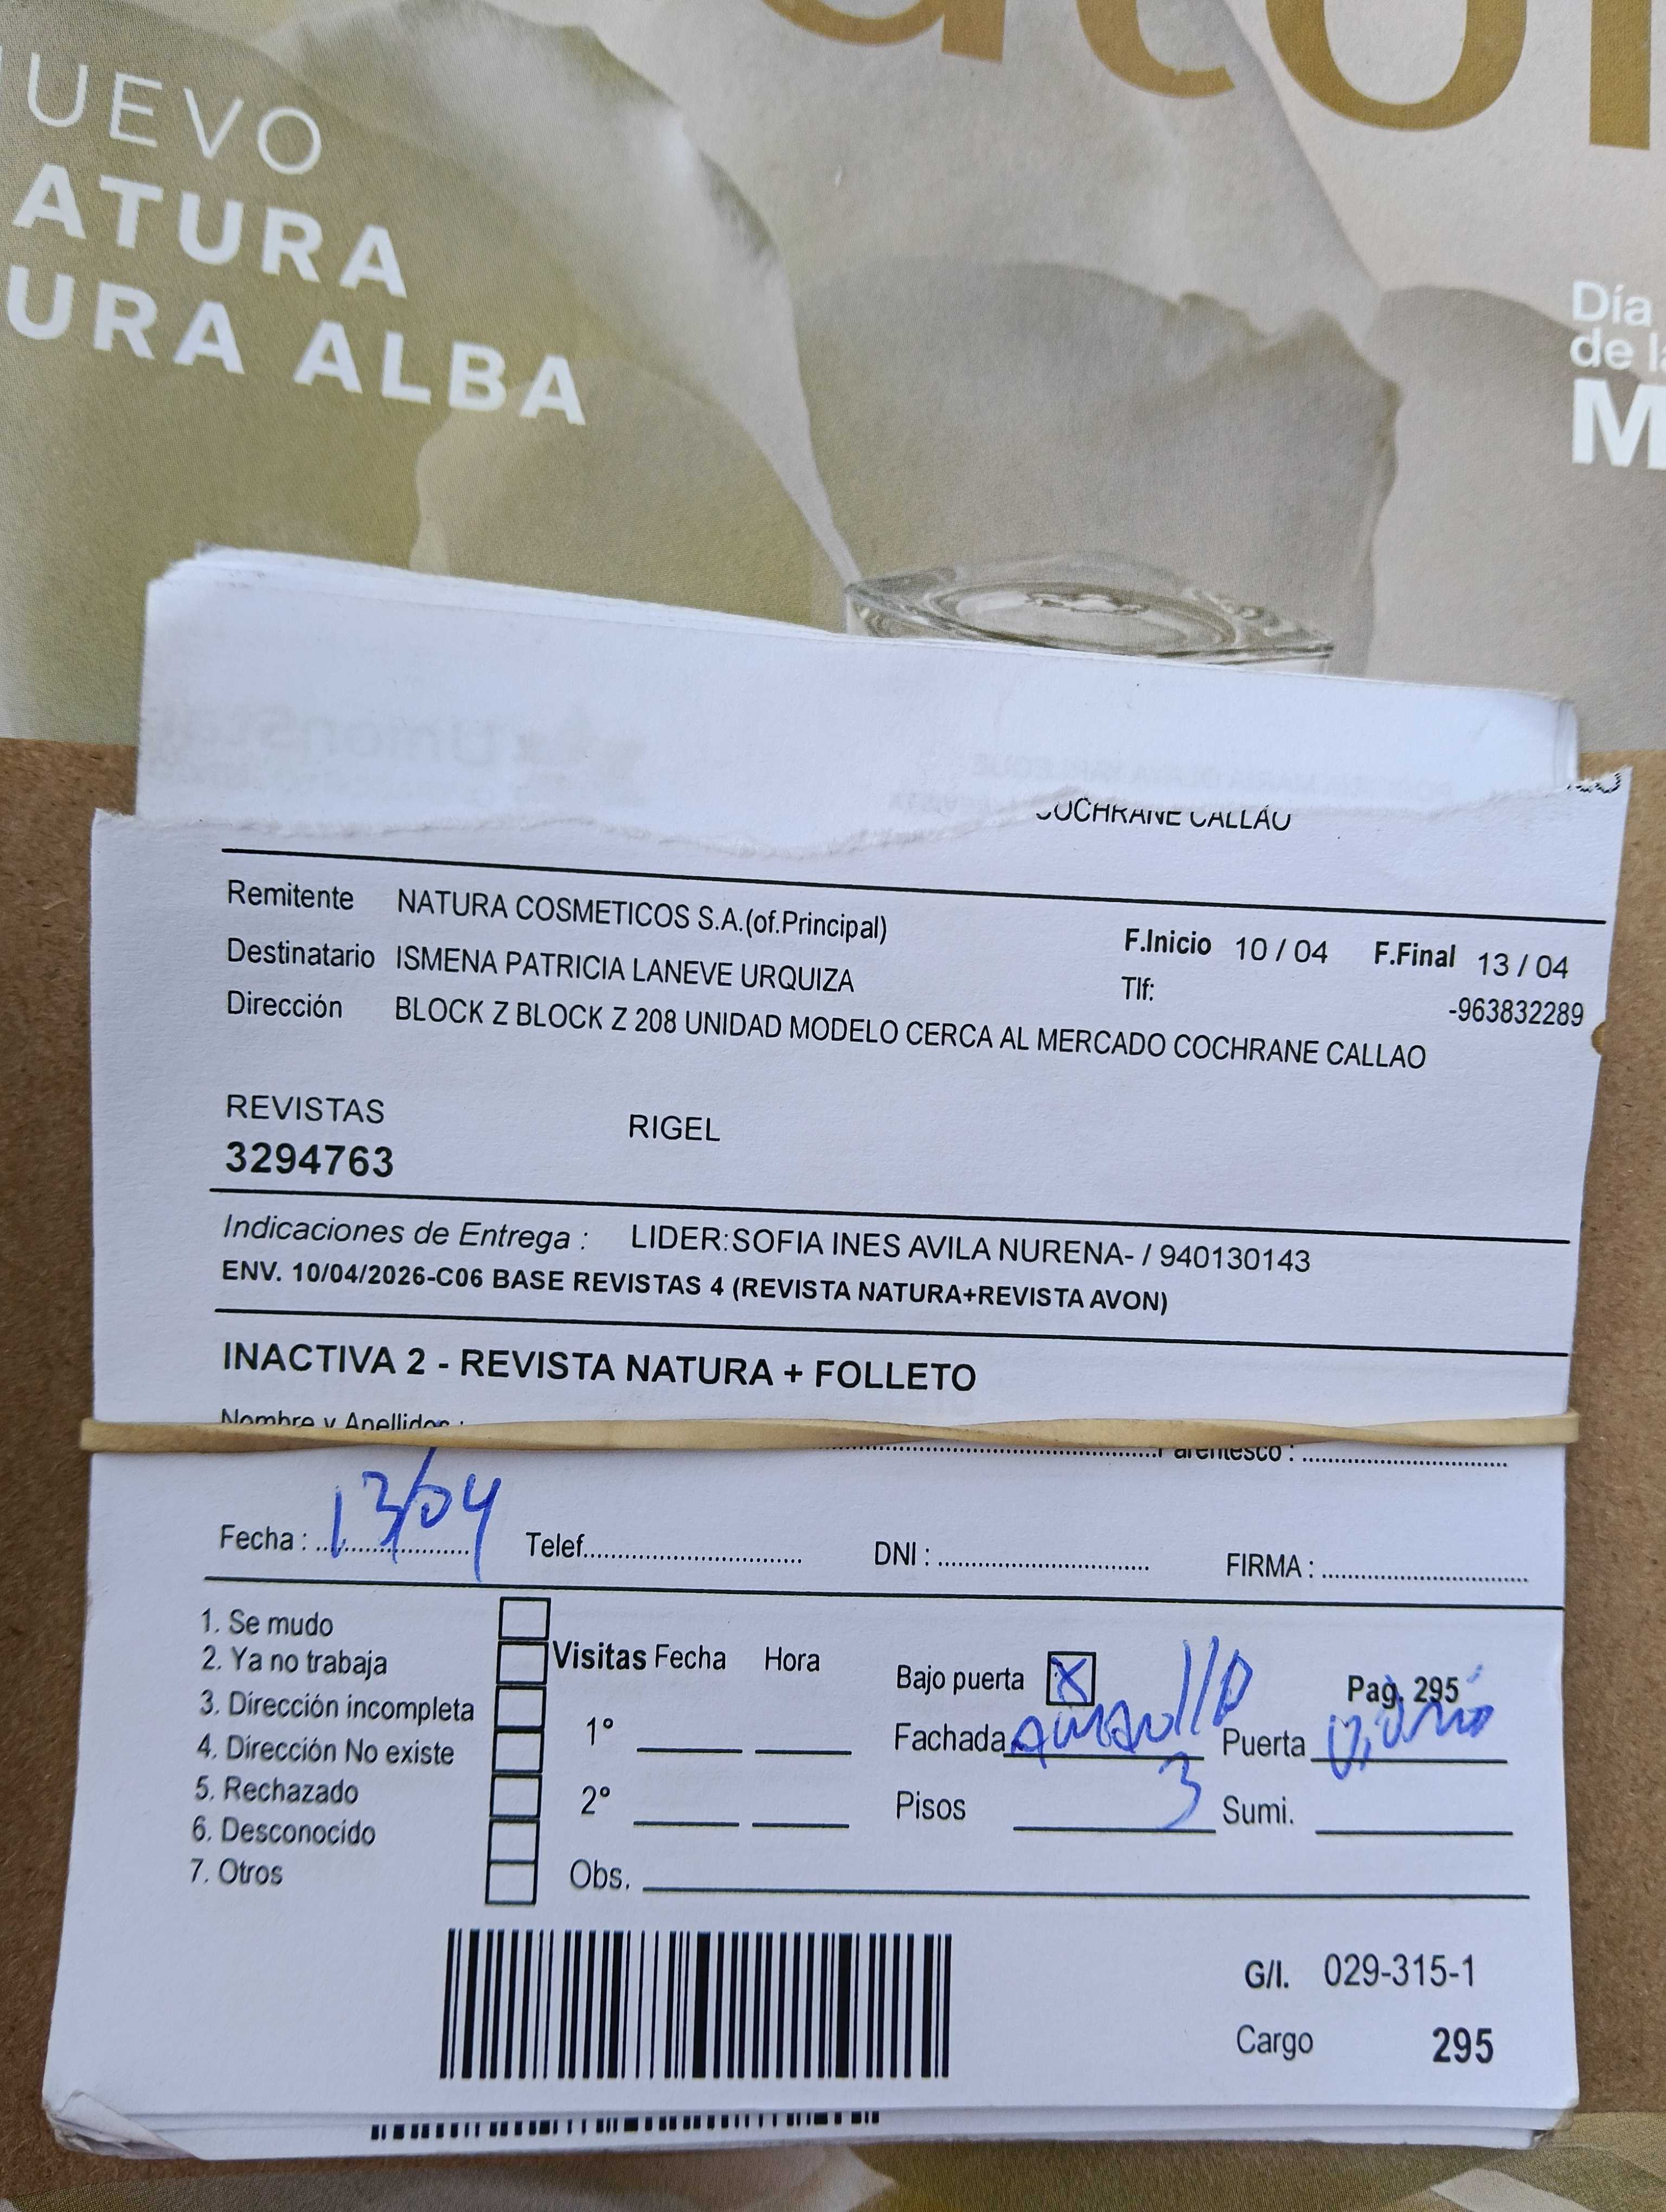 UEVO
ATURA
URA ALBA
Día
de la
M
COCHRANE CALLAO
Remitente NATURA COSMETICOS S.A.(of.Principal)
F.Inicio 10 / 04 F.Final 13 / 04
Destinatario ISMENA PATRICIA LANEVE URQUIZA
Tlf: -963832289
Dirección BLOCK Z BLOCK Z 208 UNIDAD MODELO CERCA AL MERCADO COCHRANE CALLAO
REVISTAS RIGEL
3294763
Indicaciones de Entrega : LIDER:SOFIA INES AVILA NURENA- / 940130143
ENV. 10/04/2026-C06 BASE REVISTAS 4 (REVISTA NATURA+REVISTA AVON)
INACTIVA 2 - REVISTA NATURA + FOLLETO
Nombre y Apellidos : Parentesco :
Fecha : 13/04 Telef. DNI : FIRMA :
1. Se mudo
2. Ya no trabaja
3. Dirección incompleta
4. Dirección No existe
5. Rechazado
6. Desconocido
7. Otros
Visitas Fecha Hora
1°
2°
Obs.
Bajo puerta X Pag. 295
Fachada Puerta
Pisos 3 Sumi.
G/I. 029-315-1
Cargo 295